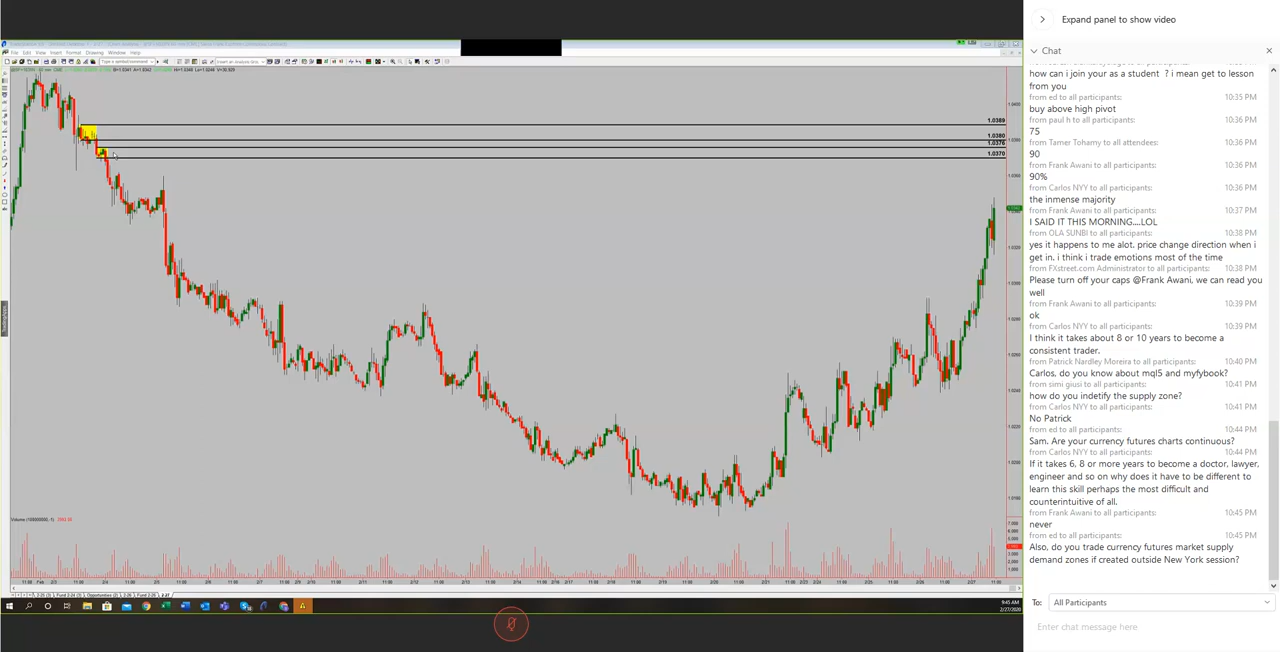 Expand panel to show video
Chat
how can i join your as a student ? i mean get to lesson
from you
from ed to all participants: 10:35 PM
buy above high pivot
from paul h to all participants: 10:36 PM
75
from Tamer Tohamy to all attendees: 10:36 PM
90
from Frank Awani to all participants: 10:36 PM
90%
from Carlos NYY to all participants: 10:36 PM
the inmense majority
from Frank Awani to all participants: 10:37 PM
I SAID IT THIS MORNING....LOL
from OLA SUNBI to all participants: 10:38 PM
yes it happens to me alot. price change direction when i
get in. i think i trade emotions most of the time
from FXstreet.com Administrator to all participants: 10:38 PM
Please turn off your caps @Frank Awani, we can read you
well
from Frank Awani to all participants: 10:39 PM
ok
from Carlos NYY to all participants: 10:39 PM
I think it takes about 8 or 10 years to become a
consistent trader.
from Patrick Nardley Moreira to all participants: 10:40 PM
Carlos, do you know about mql5 and myfybook?
from simi giusi to all participants: 10:41 PM
how do you indetify the supply zone?
from Carlos NYY to all participants: 10:41 PM
No Patrick
from ed to all participants: 10:44 PM
Sam. Are your currency futures charts continuous?
from Carlos NYY to all participants: 10:44 PM
If it takes 6, 8 or more years to become a doctor, lawyer,
engineer and so on why does it have to be different to
learn this skill perhaps the most difficult and
counterintuitive of all.
from Frank Awani to all participants: 10:45 PM
never
from ed to all participants: 10:45 PM
Also, do you trade currency futures market supply
demand zones if created outside New York session?
To: All Participants
Enter chat message here
File Edit View Insert Format Drawing Window Help
1.0389
1.0380
1.0376
1.0370
9:45 AM
2/27/2020